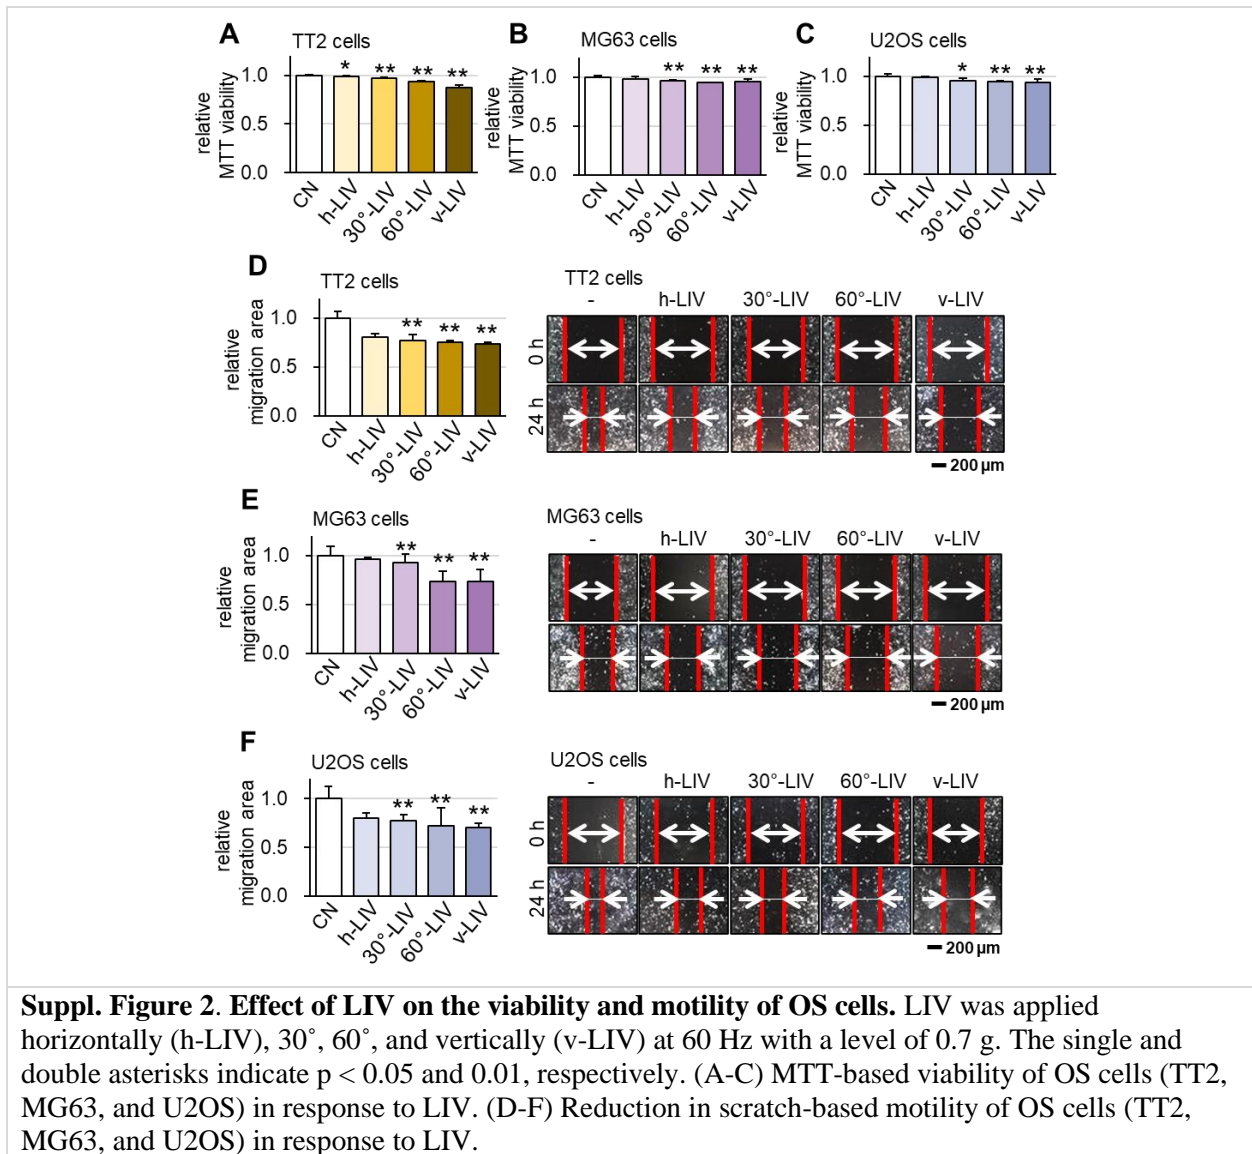 A
TT2 cells
relative
MTT viability
1.0
0.5
0.0
* ** ** **
CN h-LIV 30°-LIV 60°-LIV v-LIV
B
MG63 cells
relative
MTT viability
1.0
0.5
0.0
** ** **
CN h-LIV 30°-LIV 60°-LIV v-LIV
C
U2OS cells
relative
MTT viability
1.0
0.5
0.0
* ** **
CN h-LIV 30°-LIV 60°-LIV v-LIV
D
TT2 cells
relative
migration area
1.0
0.5
0.0
** ** **
CN h-LIV 30°-LIV 60°-LIV v-LIV
TT2 cells
- h-LIV 30°-LIV 60°-LIV v-LIV
0 h
24 h
200 µm
E
MG63 cells
relative
migration area
1.0
0.5
0.0
** ** **
CN h-LIV 30°-LIV 60°-LIV v-LIV
MG63 cells
- h-LIV 30°-LIV 60°-LIV v-LIV
200 µm
F
U2OS cells
relative
migration area
1.0
0.5
0.0
** ** **
CN h-LIV 30°-LIV 60°-LIV v-LIV
U2OS cells
- h-LIV 30°-LIV 60°-LIV v-LIV
0 h
24 h
200 µm
Suppl. Figure 2. Effect of LIV on the viability and motility of OS cells. LIV was applied
horizontally (h-LIV), 30˚, 60˚, and vertically (v-LIV) at 60 Hz with a level of 0.7 g. The single and
double asterisks indicate p < 0.05 and 0.01, respectively. (A-C) MTT-based viability of OS cells (TT2,
MG63, and U2OS) in response to LIV. (D-F) Reduction in scratch-based motility of OS cells (TT2,
MG63, and U2OS) in response to LIV.